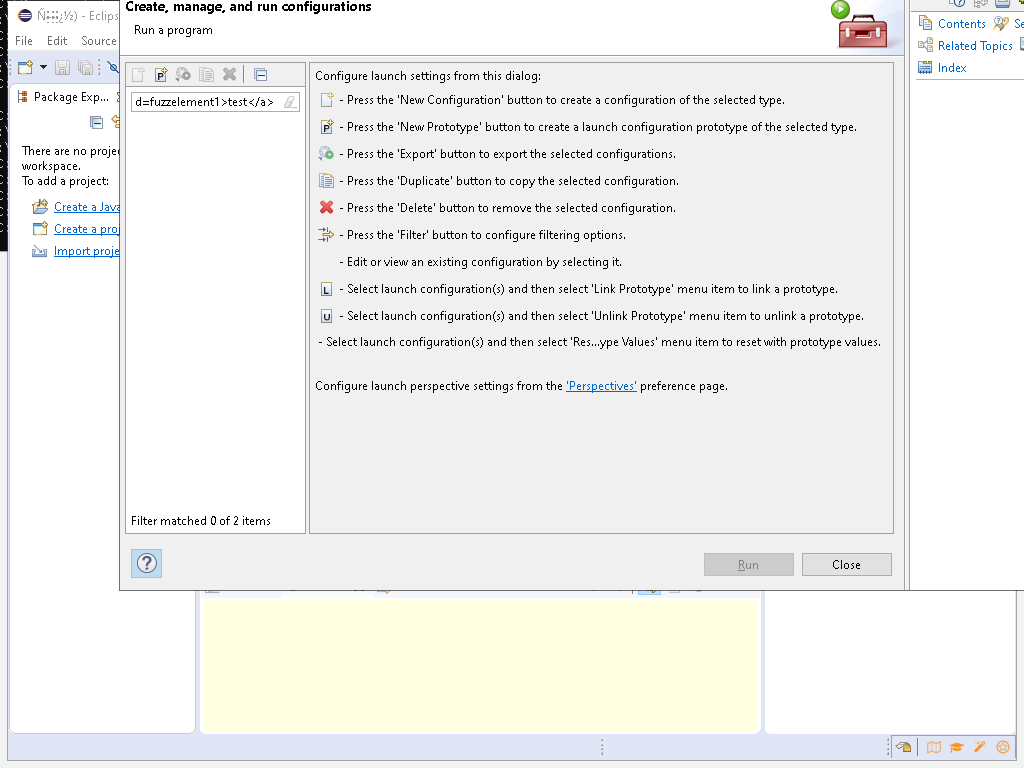 Create, manage, and run configurations
Run a program
- Eclips
File Edit Source
Package Exp...
There are no
workspace.
To add a project:
Create a Java
Create a
Import
d=fuzzelement1>test</a>
Filter matched 0 of 2 items
Configure launch settings from this dialog:
- Press the 'New Configuration' button to create a configuration of the selected type.
- Press the 'New Prototype' button to create a launch configuration prototype of the selected type.
- Press the 'Export' button to export the selected configurations.
- Press the 'Duplicate' button to copy the selected configuration.
- Press the 'Delete' button to remove the selected configuration.
- Press the 'Filter' button to configure filtering options.
- Edit or view an existing configuration by selecting it.
L - Select launch configuration(s) and then select 'Link Prototype' menu item to link a prototype.
U - Select launch configuration(s) and then select 'Unlink Prototype' menu item to unlink a prototype.
- Select launch configuration(s) and then select 'Res...ype Values' menu item to reset with prototype values.
Configure launch perspective settings from the 'Perspectives' preference page.
Run Close
Contents Se
Related Topics
Index